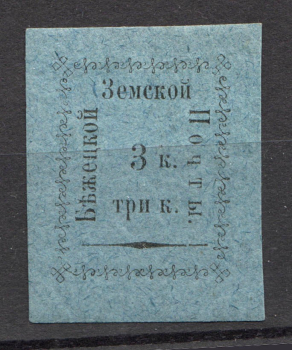 Бѣжецкой
Земской
Почты.
3 к.
три к.